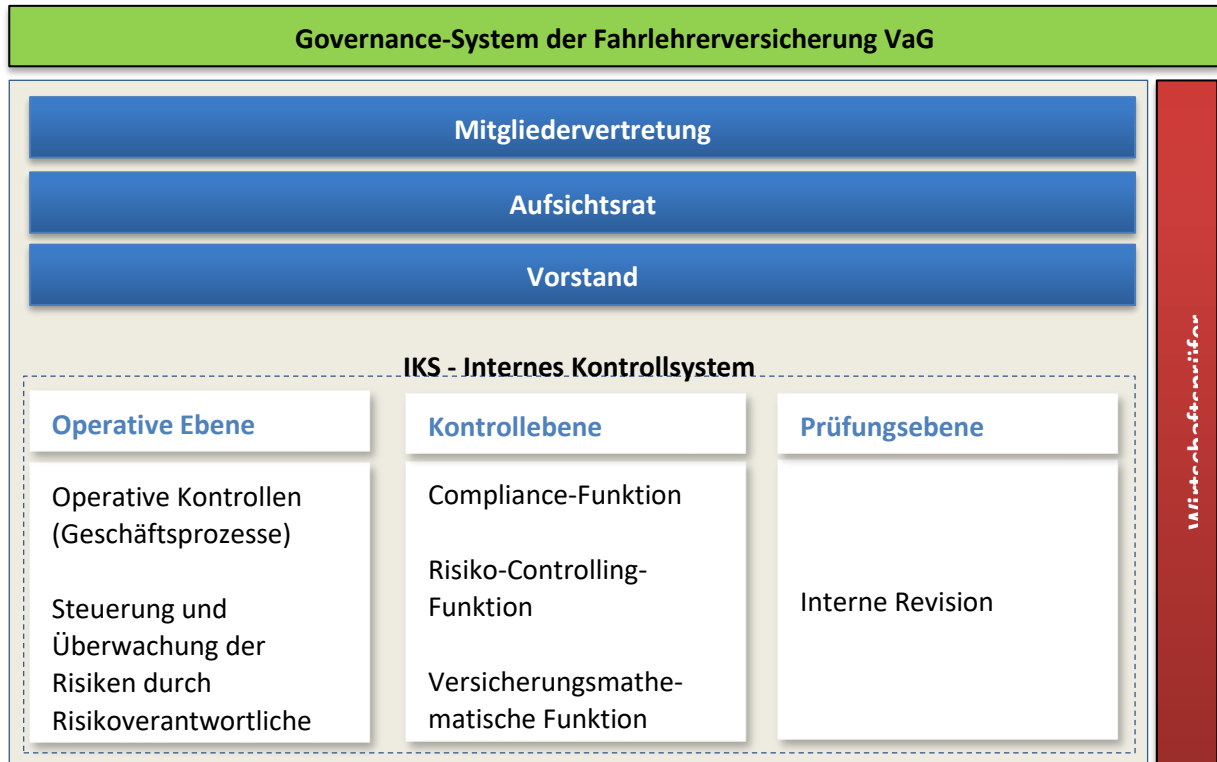 Governance-System der Fahrlehrerversicherung VaG
Mitgliedervertretung
Aufsichtsrat
Vorstand
IKS - Internes Kontrollsystem
Operative Ebene
Operative Kontrollen
(Geschäftsprozesse)
Steuerung und
Überwachung der
Risiken durch
Risikoverantwortliche
Kontrollebene
Compliance-Funktion
Risiko-Controlling-
Funktion
Versicherungsmathe-
matische Funktion
Prüfungsebene
Interne Revision
Wirtschaftsprüfer